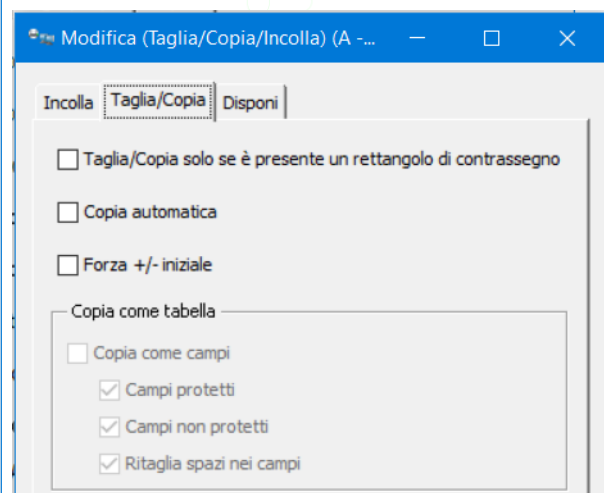 Modifica (Taglia/Copia/Incolla) (A -...
Incolla Taglia/Copia Disponi
Taglia/Copia solo se è presente un rettangolo di contrassegno
Copia automatica
Forza +/- iniziale
Copia come tabella
Copia come campi
Campi protetti
Campi non protetti
Ritaglia spazi nei campi